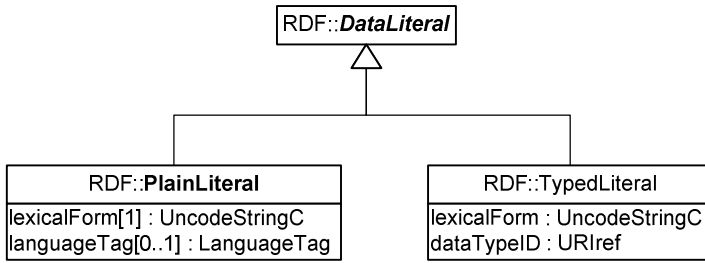 RDF::DataLiteral
RDF::PlainLiteral
lexicalForm[1] : UncodeStringC
languageTag[0..1] : LanguageTag
RDF::TypedLiteral
lexicalForm : UncodeStringC
dataTypeID : URIref